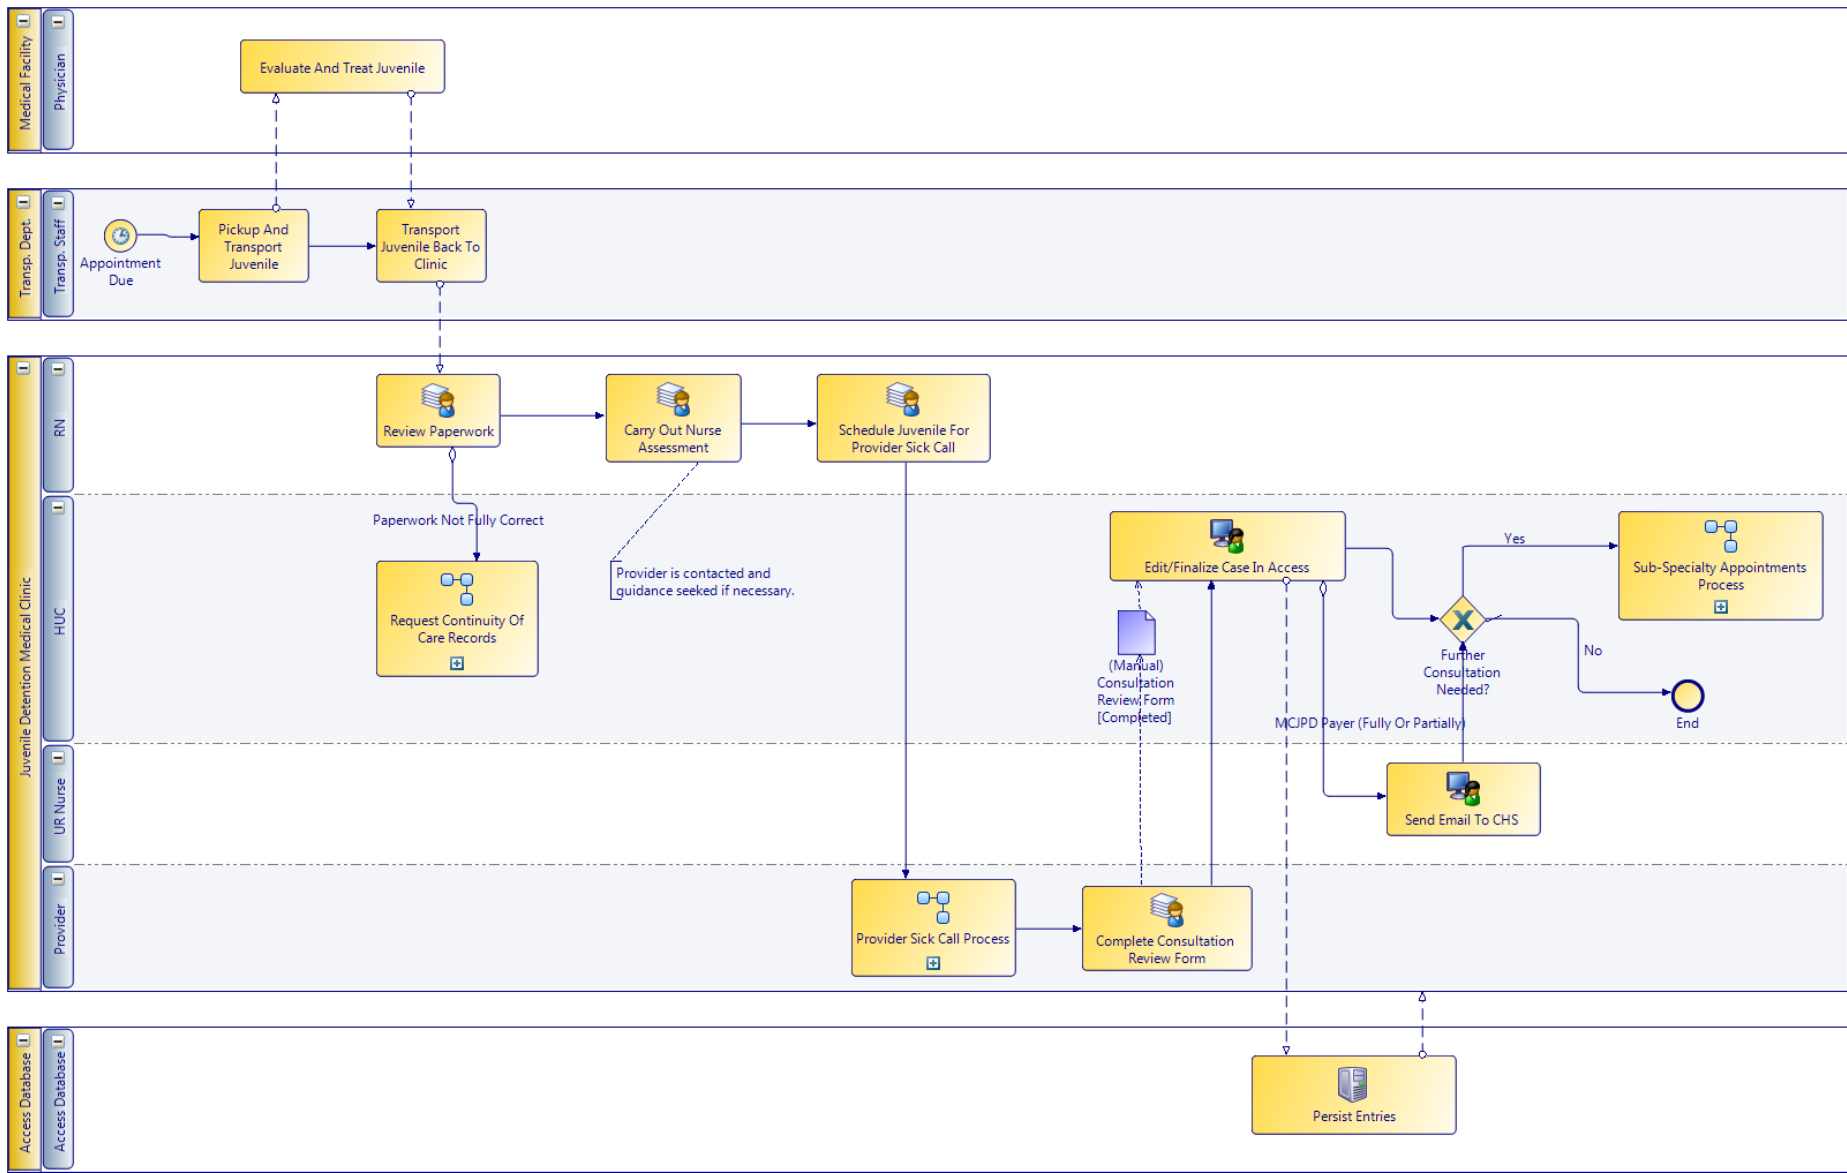 Medical Facility
Physician
Evaluate And Treat Juvenile
Transp. Dept.
Transp. Staff
Appointment
Due
Pickup And
Transport
Juvenile
Transport
Juvenile Back To
Clinic
Juvenile Detention Medical Clinic
RN
Review Paperwork
Carry Out Nurse
Assessment
Schedule Juvenile For
Provider Sick Call
HUC
Paperwork Not Fully Correct
Request Continuity Of
Care Records
Provider is contacted and
guidance seeked if necessary.
Edit/Finalize Case In Access
(Manual)
Consultation
Review Form
[Completed]
Yes
Sub-Specialty Appointments
Process
Further
Consultation
Needed?
No
End
MCJPD Payer (Fully Or Partially)
UR Nurse
Send Email To CHS
Provider
Provider Sick Call Process
Complete Consultation
Review Form
Access Database
Access Database
Persist Entries